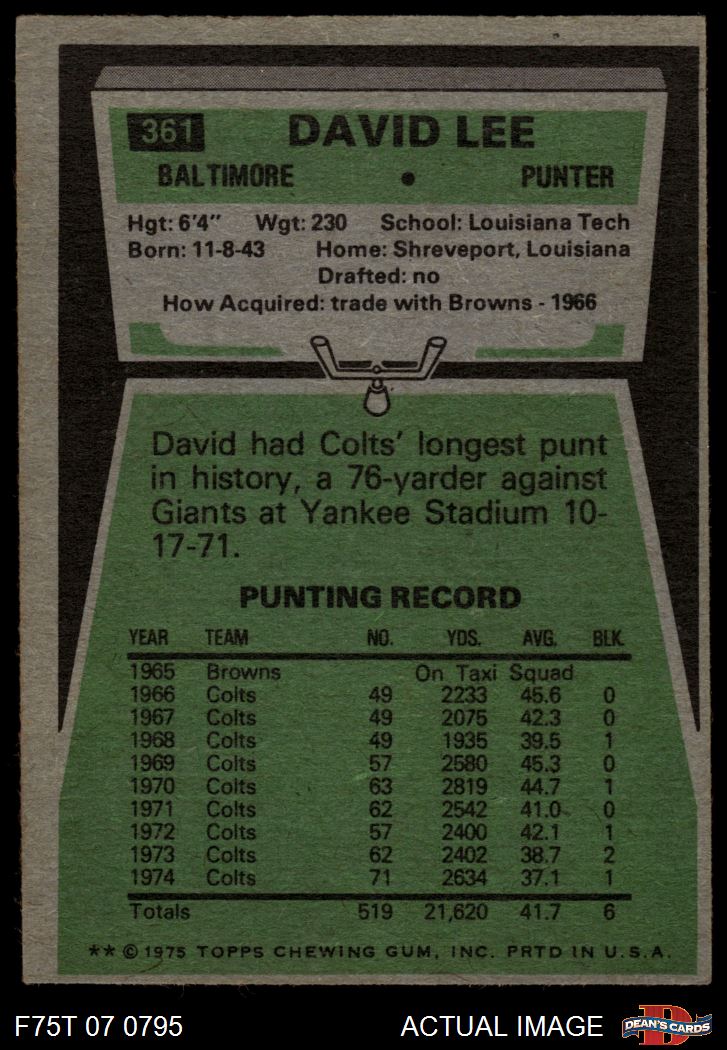 361 DAVID LEE
BALTIMORE • PUNTER
Hgt: 6'4" Wgt: 230 School: Louisiana Tech
Born: 11-8-43 Home: Shreveport, Louisiana
Drafted: no
How Acquired: trade with Browns - 1966
David had Colts' longest punt
in history, a 76-yarder against
Giants at Yankee Stadium 10-
17-71.
PUNTING RECORD
YEAR TEAM NO. YDS. AVG. BLK.
1965 Browns On Taxi Squad
1966 Colts 49 2233 45.6 0
1967 Colts 49 2075 42.3 0
1968 Colts 49 1935 39.5 1
1969 Colts 57 2580 45.3 0
1970 Colts 63 2819 44.7 1
1971 Colts 62 2542 41.0 0
1972 Colts 57 2400 42.1 1
1973 Colts 62 2402 38.7 2
1974 Colts 71 2634 37.1 1
Totals 519 21,620 41.7 6
** © 1975 TOPPS CHEWING GUM, INC. PRTD IN U.S.A.
F75T 07 0795 ACTUAL IMAGE D DEAN'S CARDS